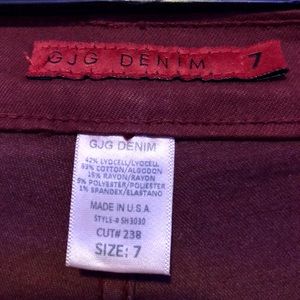 GJG DENIM 7
GJG DENIM
42% LYOCELL/LYOCELL
33% COTTON/ALGODON
15% RAYON/RAYON
9% POLYESTER/POLIESTER
1% SPANDEX/ELASTANO
MADE IN U.S.A.
STYLE-# SH3030
CUT# 238
SIZE: 7